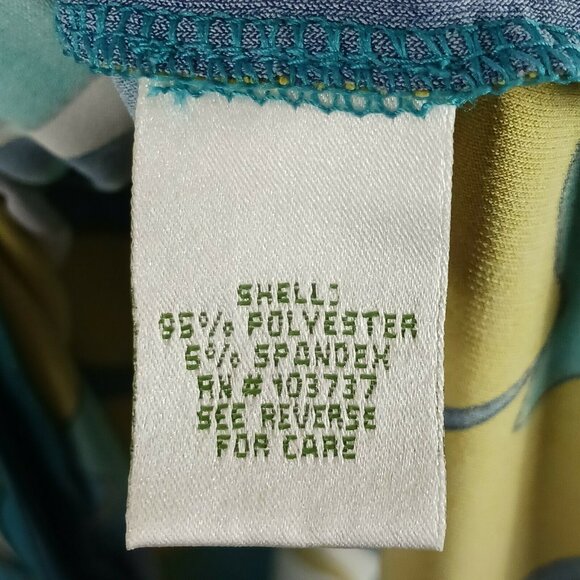 SHELL:
95% POLYESTER
5% SPANDEX
RN # 103737
SEE REVERSE
FOR CARE